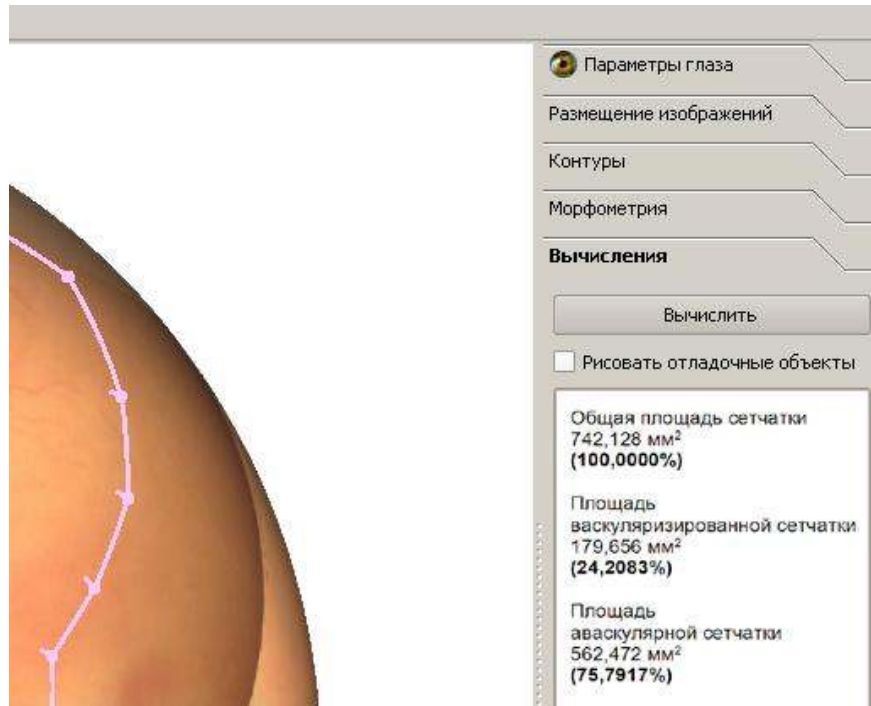 Параметры глаза
Размещение изображений
Контуры
Морфометрия
Вычисления
Вычислить
Рисовать отладочные объекты
Общая площадь сетчатки
742,128 мм²
(100,0000%)
Площадь
васкуляризированной сетчатки
179,656 мм²
(24,2083%)
Площадь
аваскулярной сетчатки
562,472 мм²
(75,7917%)